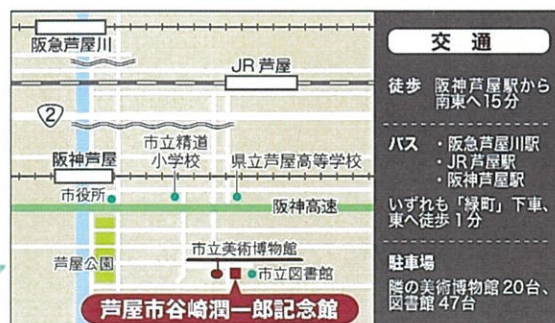 阪急芦屋川
JR芦屋
2
阪神芦屋
市立精道
小学校
県立芦屋高等学校
市役所
阪神高速
芦屋公園
市立美術博物館
市立図書館
芦屋市谷崎潤一郎記念館
交通
徒歩 阪神芦屋駅から
南東へ15分
バス ・阪急芦屋川駅
・JR芦屋駅
・阪神芦屋駅
いずれも「緑町」下車、
東へ徒歩1分
駐車場
隣の美術博物館20台、
図書館47台